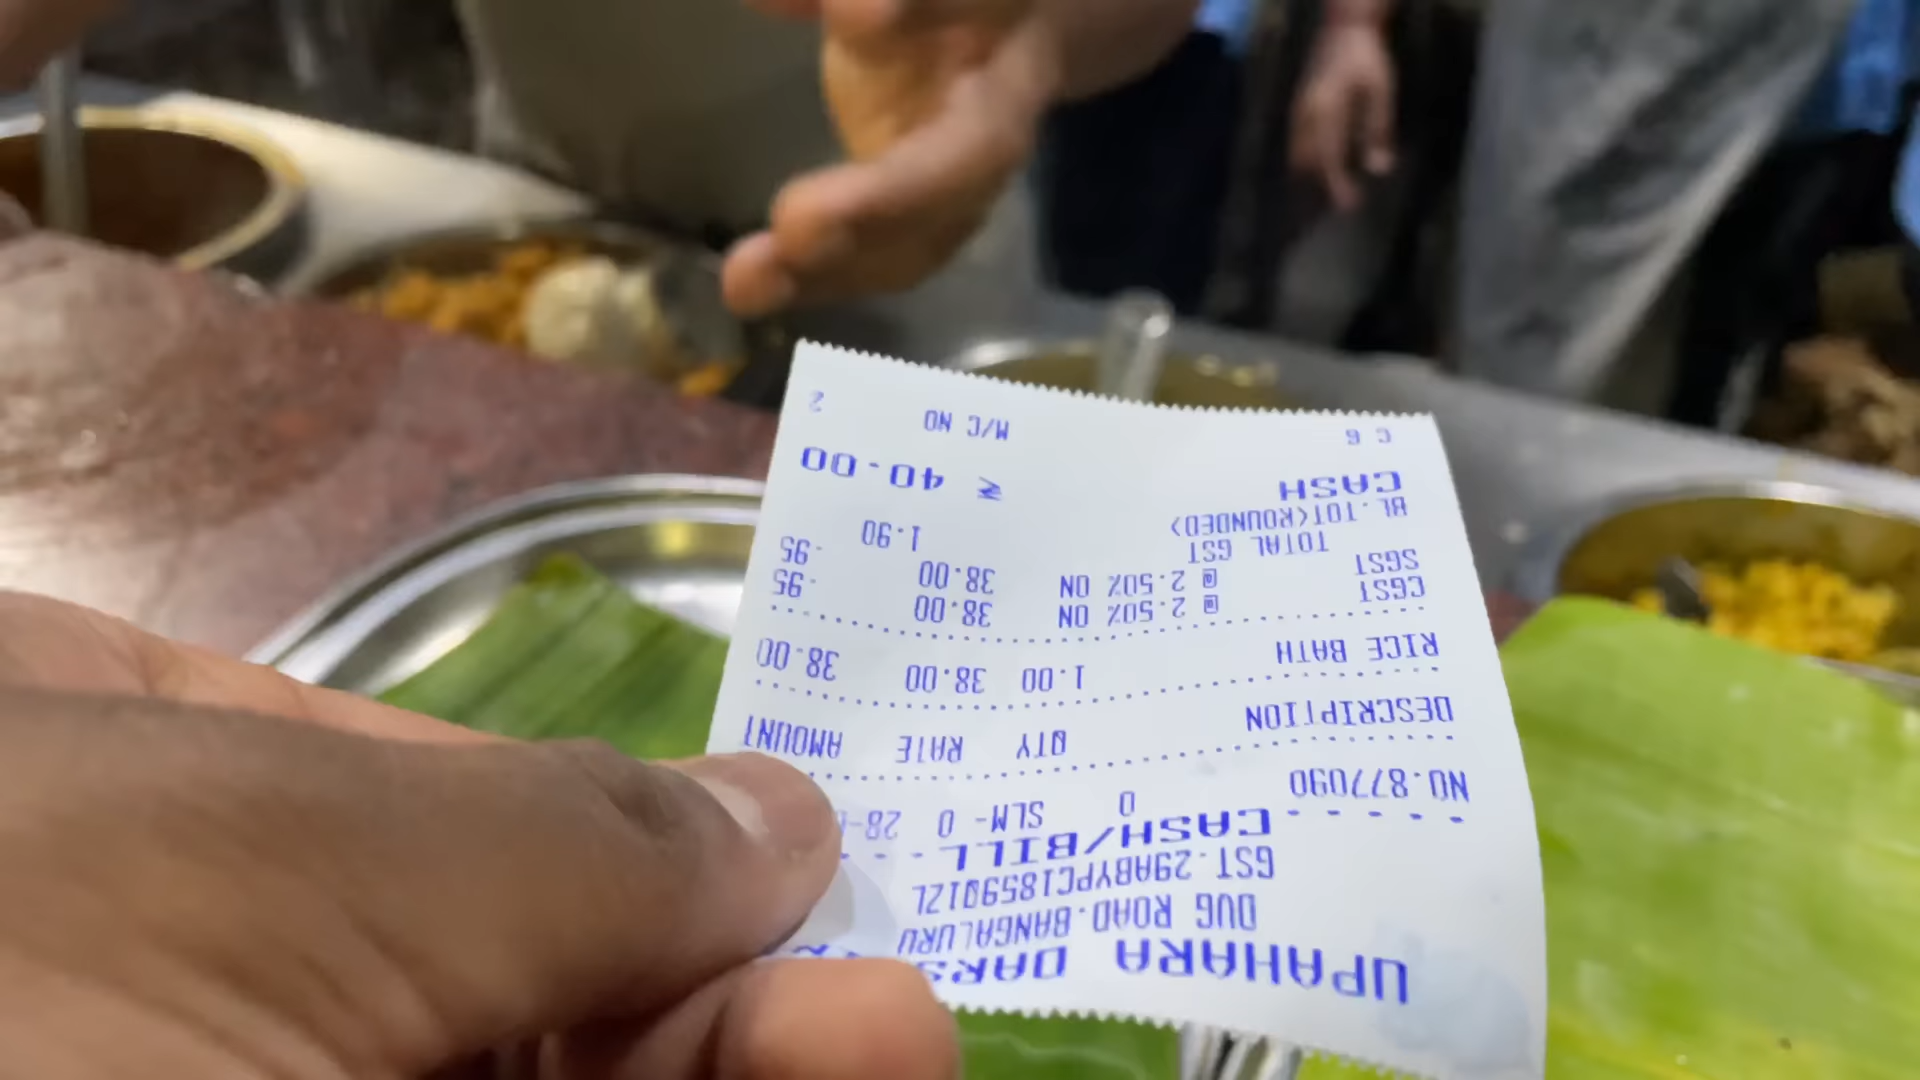 UPAHARA
DVG ROAD.BANGALURU
GST.29ABYPC1859Q1ZL
CASH/BILL
NO.877090 0 SLM- 0 28-
DESCRIPTION QTY RATE AMOUNT
RICE BATH 1.00 38.00 38.00
CGST @ 2.50% ON 38.00 .95
SGST @ 2.50% ON 38.00 .95
TOTAL GST 1.90
BL.TOT(ROUNDED)
CASH ₹ 40.00
C 6 M/C NO 2